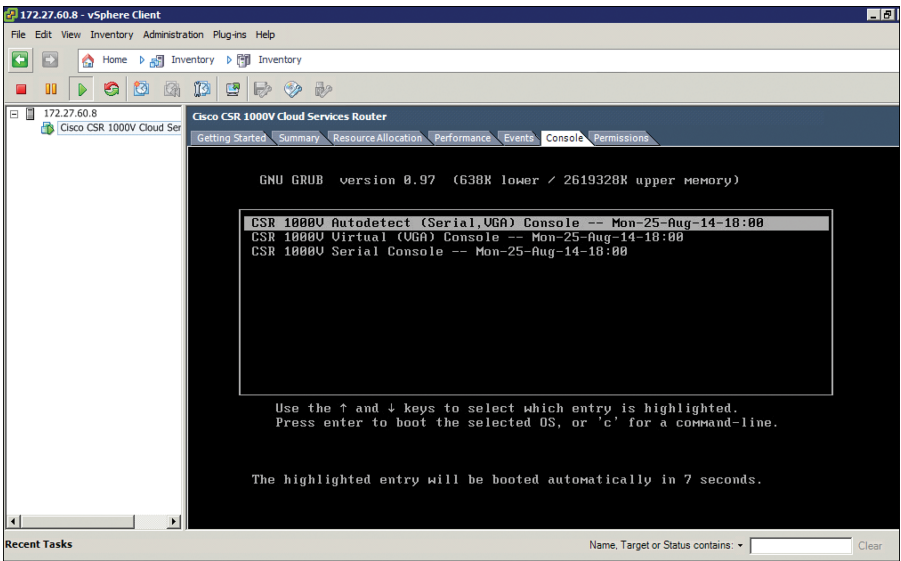 172.27.60.8 - vSphere Client
File Edit View Inventory Administration Plug-ins Help
Home Inventory Inventory
172.27.60.8
Cisco CSR 1000V Cloud Ser
Cisco CSR 1000V Cloud Services Router
Getting Started Summary Resource Allocation Performance Events Console Permissions
GNU GRUB version 0.97 (638K lower / 2619328K upper memory)
CSR 1000V Autodetect (Serial,VGA) Console -- Mon-25-Aug-14-18:00
CSR 1000V Virtual (VGA) Console -- Mon-25-Aug-14-18:00
CSR 1000V Serial Console -- Mon-25-Aug-14-18:00
Use the ↑ and ↓ keys to select which entry is highlighted.
Press enter to boot the selected OS, or 'c' for a command-line.
The highlighted entry will be booted automatically in 7 seconds.
Recent Tasks
Name, Target or Status contains: Clear